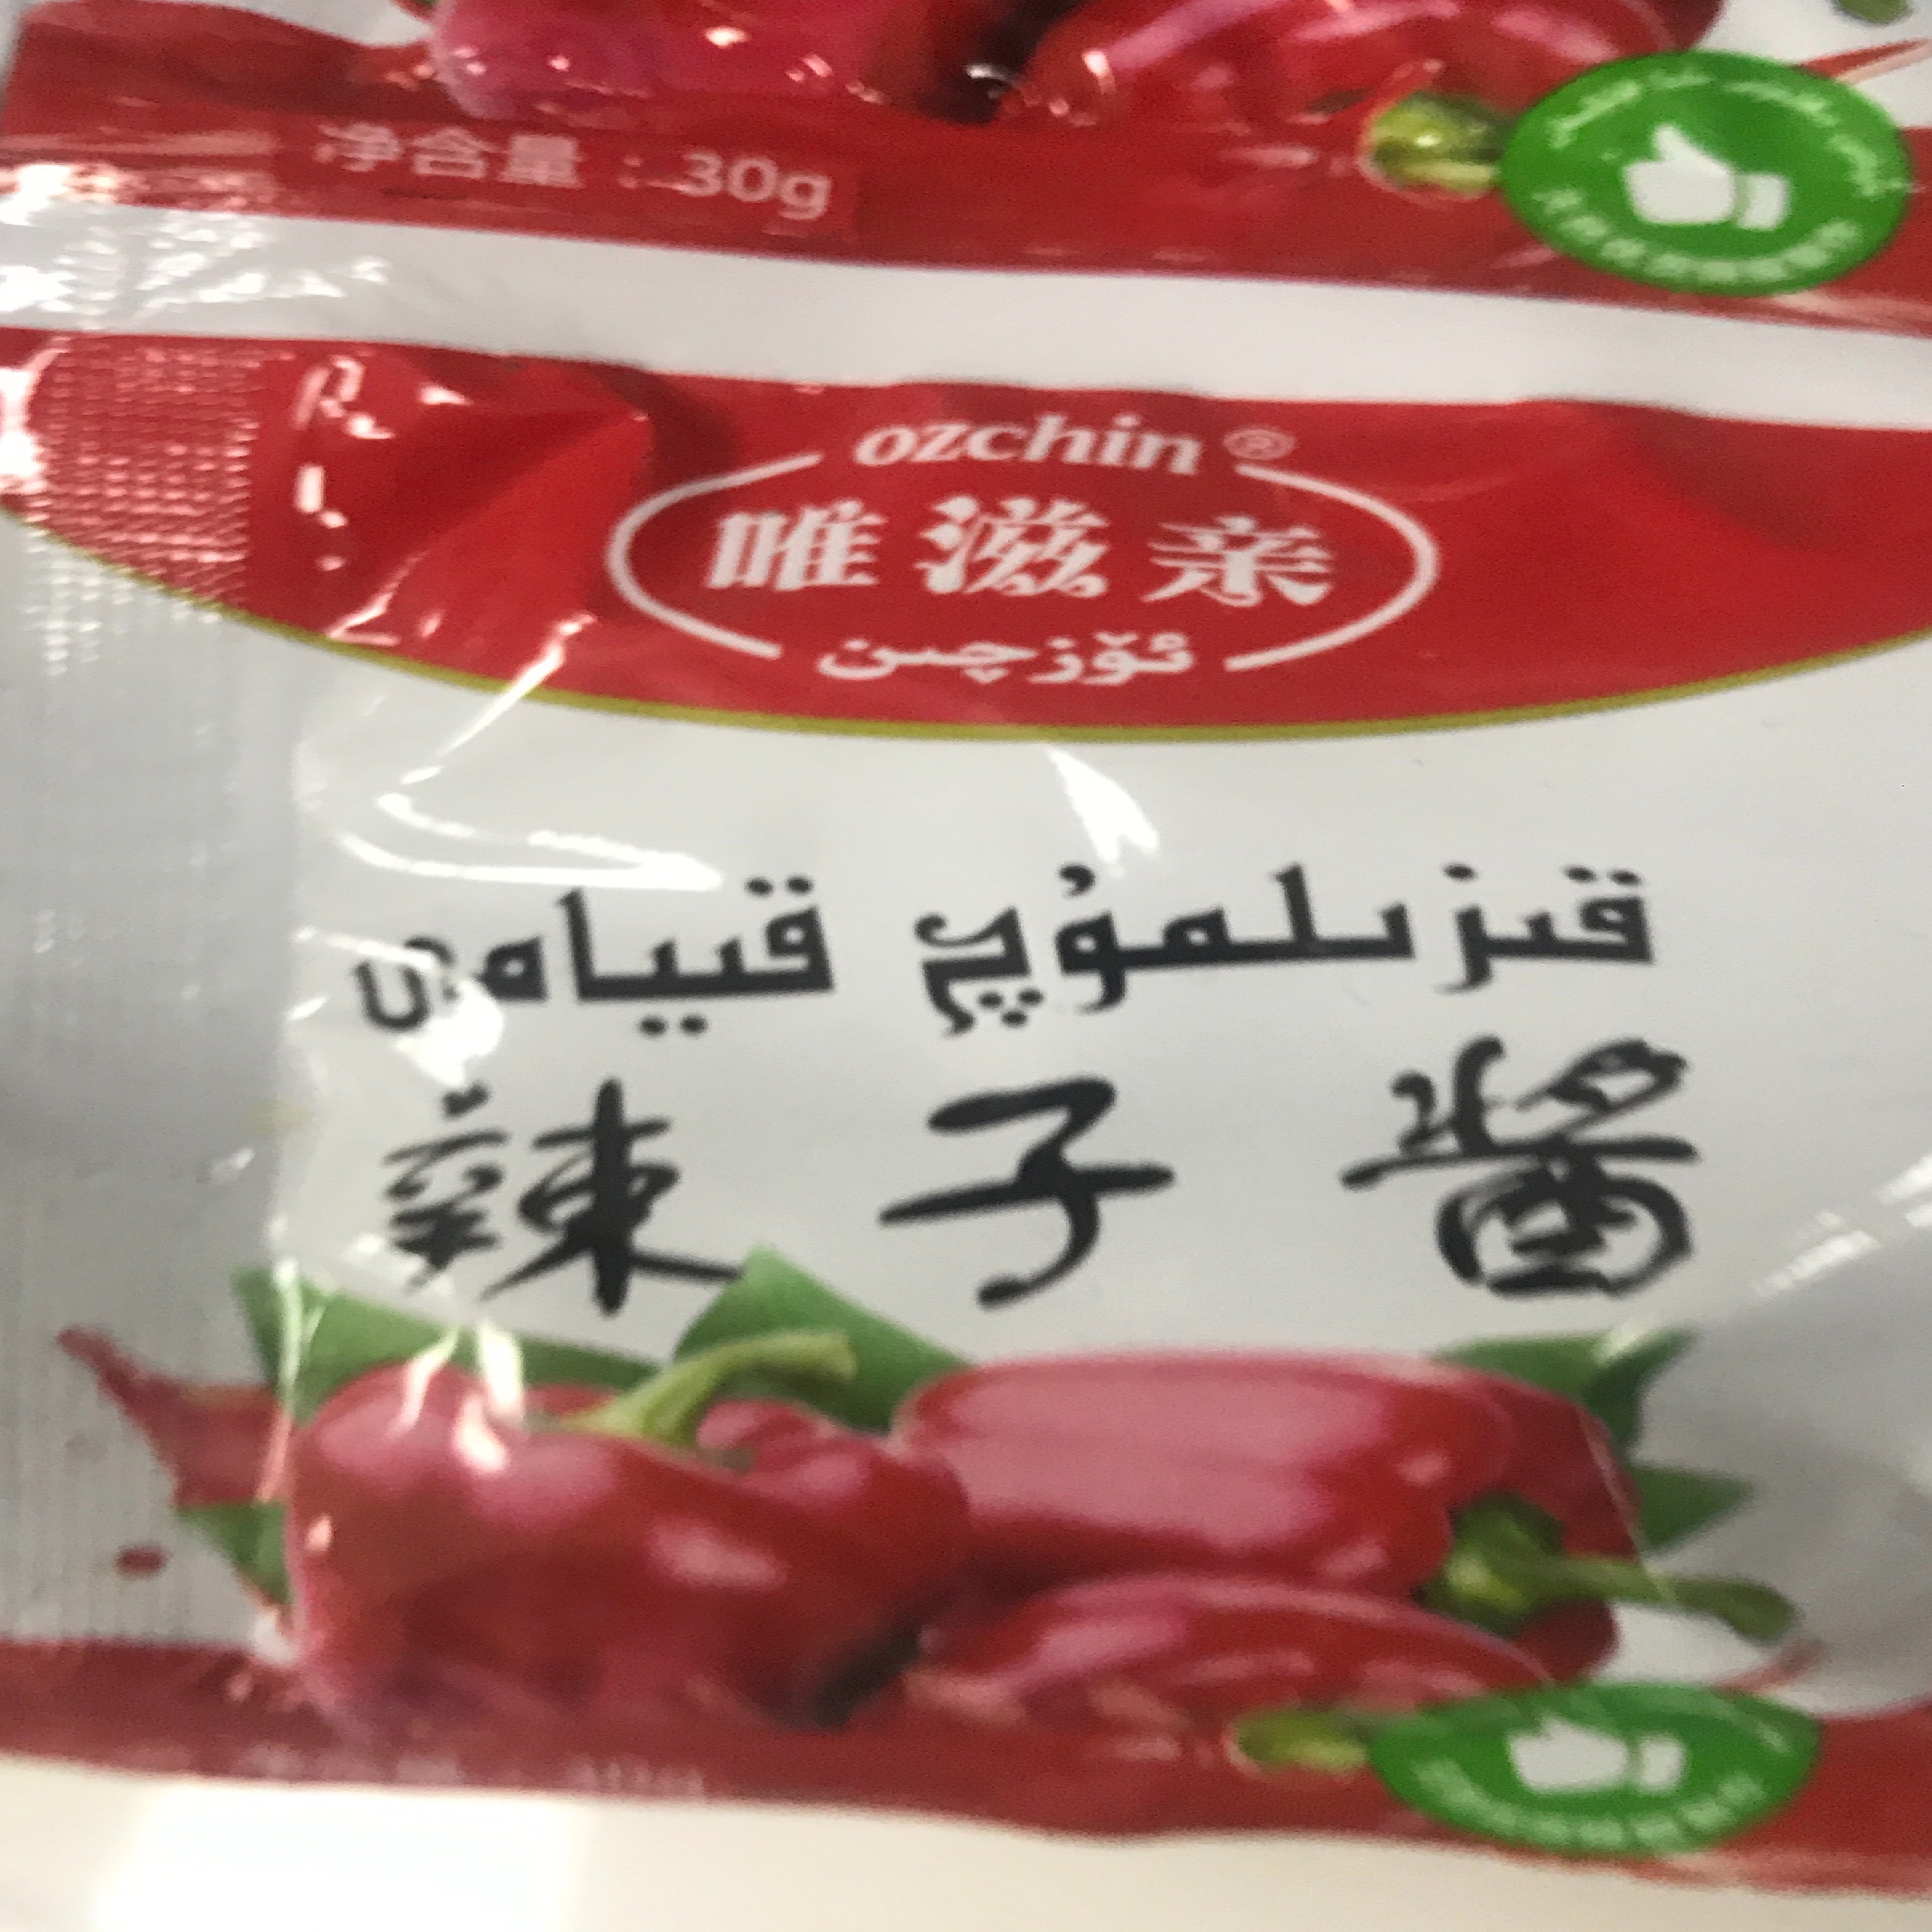 净含量：30g
ozchin®
唯滋亲
ئۆزچىن
قىزىلمۇچ قىيامى
辣子酱